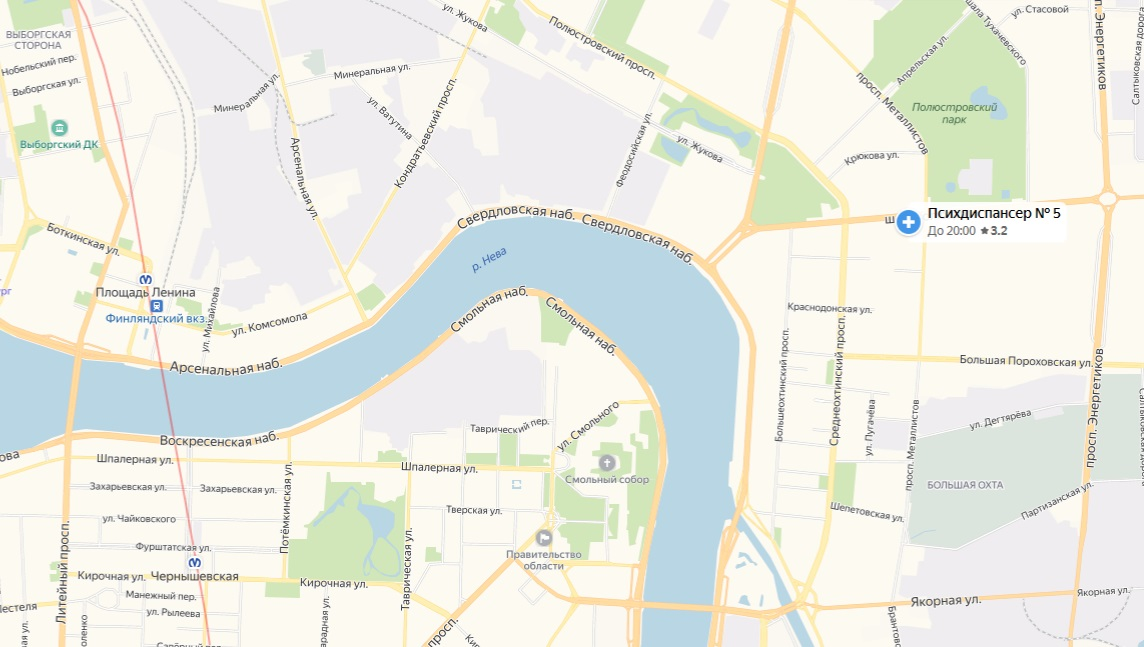 ул. Жукова
Полюстровский просп.
ул. Стасовой
шала Тухачевского
просп. Энергетиков
Салтыковская дорога
ВЫБОРГСКАЯ
СТОРОНА
Нобельский пер.
Выборгская ул.
Минеральная ул.
Минеральная ул.
ул. Ватутина
Кондратьевский просп.
Апрельская ул.
просп. Металлистов
Полюстровский
парк
Выборгский ДК
Арсенальная ул.
Феодосийская ул.
ул. Жукова
Крюкова ул.
Свердловская наб.
Свердловская наб.
Ш
Психдиспансер № 5
До 20:00 ★3.2
Боткинская ул.
р. Нева
Площадь Ленина
Финляндский вкз.
рг
ул. Михайлова
ул. Комсомола
Смольная наб.
Смольная наб.
Краснодонская ул.
Большеохтинский просп.
Среднеохтинский просп.
Большая Пороховская ул.
просп. Энергетиков
Арсенальная наб.
ул. Пугачёва
просп. Металлистов
ул. Дегтярёва
Воскресенская наб.
Таврический пер.
ул. Смольного
ова
Шпалерная ул.
Шпалерная ул.
Смольный собор
БОЛЬШАЯ ОХТА
Захарьевская ул.
Захарьевская ул.
Потёмкинская ул.
Тверская ул.
Шепетовская ул.
Партизанская ул.
ул. Чайковского
Литейный просп.
Фурштатская ул.
Таврическая ул.
Правительство
области
Кирочная ул.
Чернышевская
Кирочная ул.
Манежный пер.
ул. Рылеева
Якорная ул.
Якорная ул.
просп.